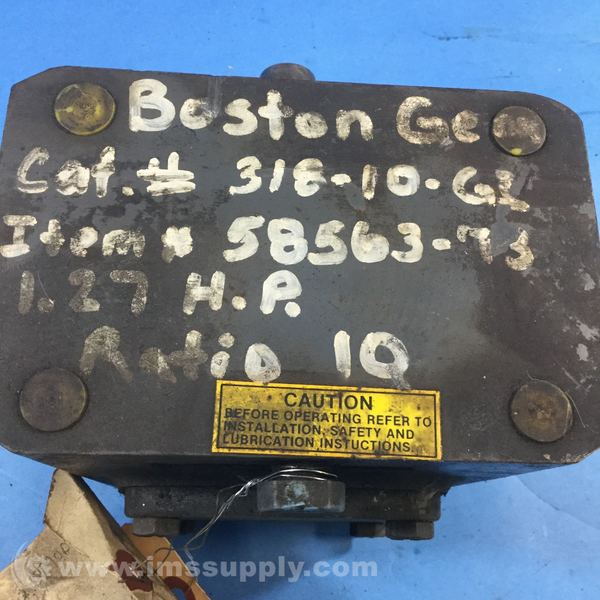 Boston Gear
Cat.# 318-10-G1
Item# 58563-73
1.27 H.P.
Ratio 10
CAUTION
BEFORE OPERATING REFER TO
INSTALLATION, SAFETY AND
LUBRICATION INSTUCTIONS.
www.imssupply.com